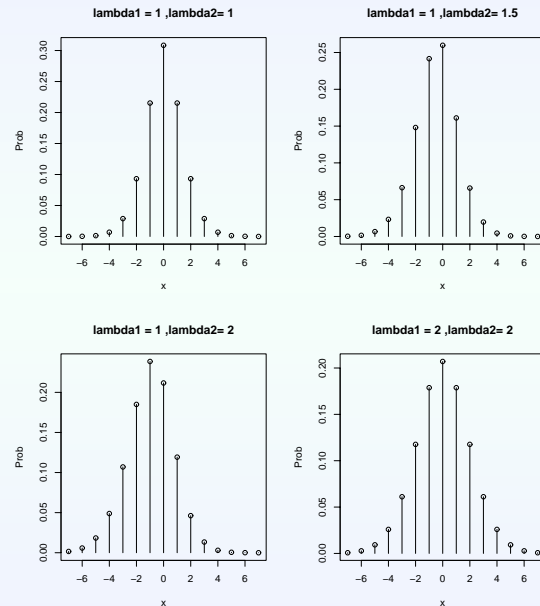 lambda1 = 1 ,lambda2= 1
Prob
0.00 0.05 0.10 0.15 0.20 0.25 0.30
−6 −4 −2 0 2 4 6
x
lambda1 = 1 ,lambda2= 1.5
Prob
0.00 0.05 0.10 0.15 0.20 0.25
−6 −4 −2 0 2 4 6
x
lambda1 = 1 ,lambda2= 2
Prob
0.00 0.05 0.10 0.15 0.20
−6 −4 −2 0 2 4 6
x
lambda1 = 2 ,lambda2= 2
Prob
0.00 0.05 0.10 0.15 0.20
−6 −4 −2 0 2 4 6
x